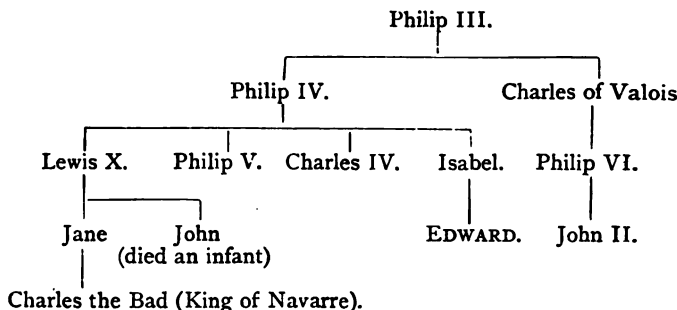 Philip III.
Philip IV. Charles of Valois
Lewis X. Philip V. Charles IV. Isabel. Philip VI.
Jane John EDWARD. John II.
(died an infant)
Charles the Bad (King of Navarre).